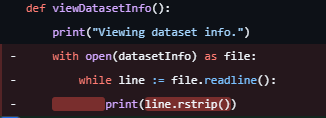 def viewDatasetInfo():
    print("Viewing dataset info.")
-    with open(datasetInfo) as file:
-        while line := file.readline():
-            print(line.rstrip())